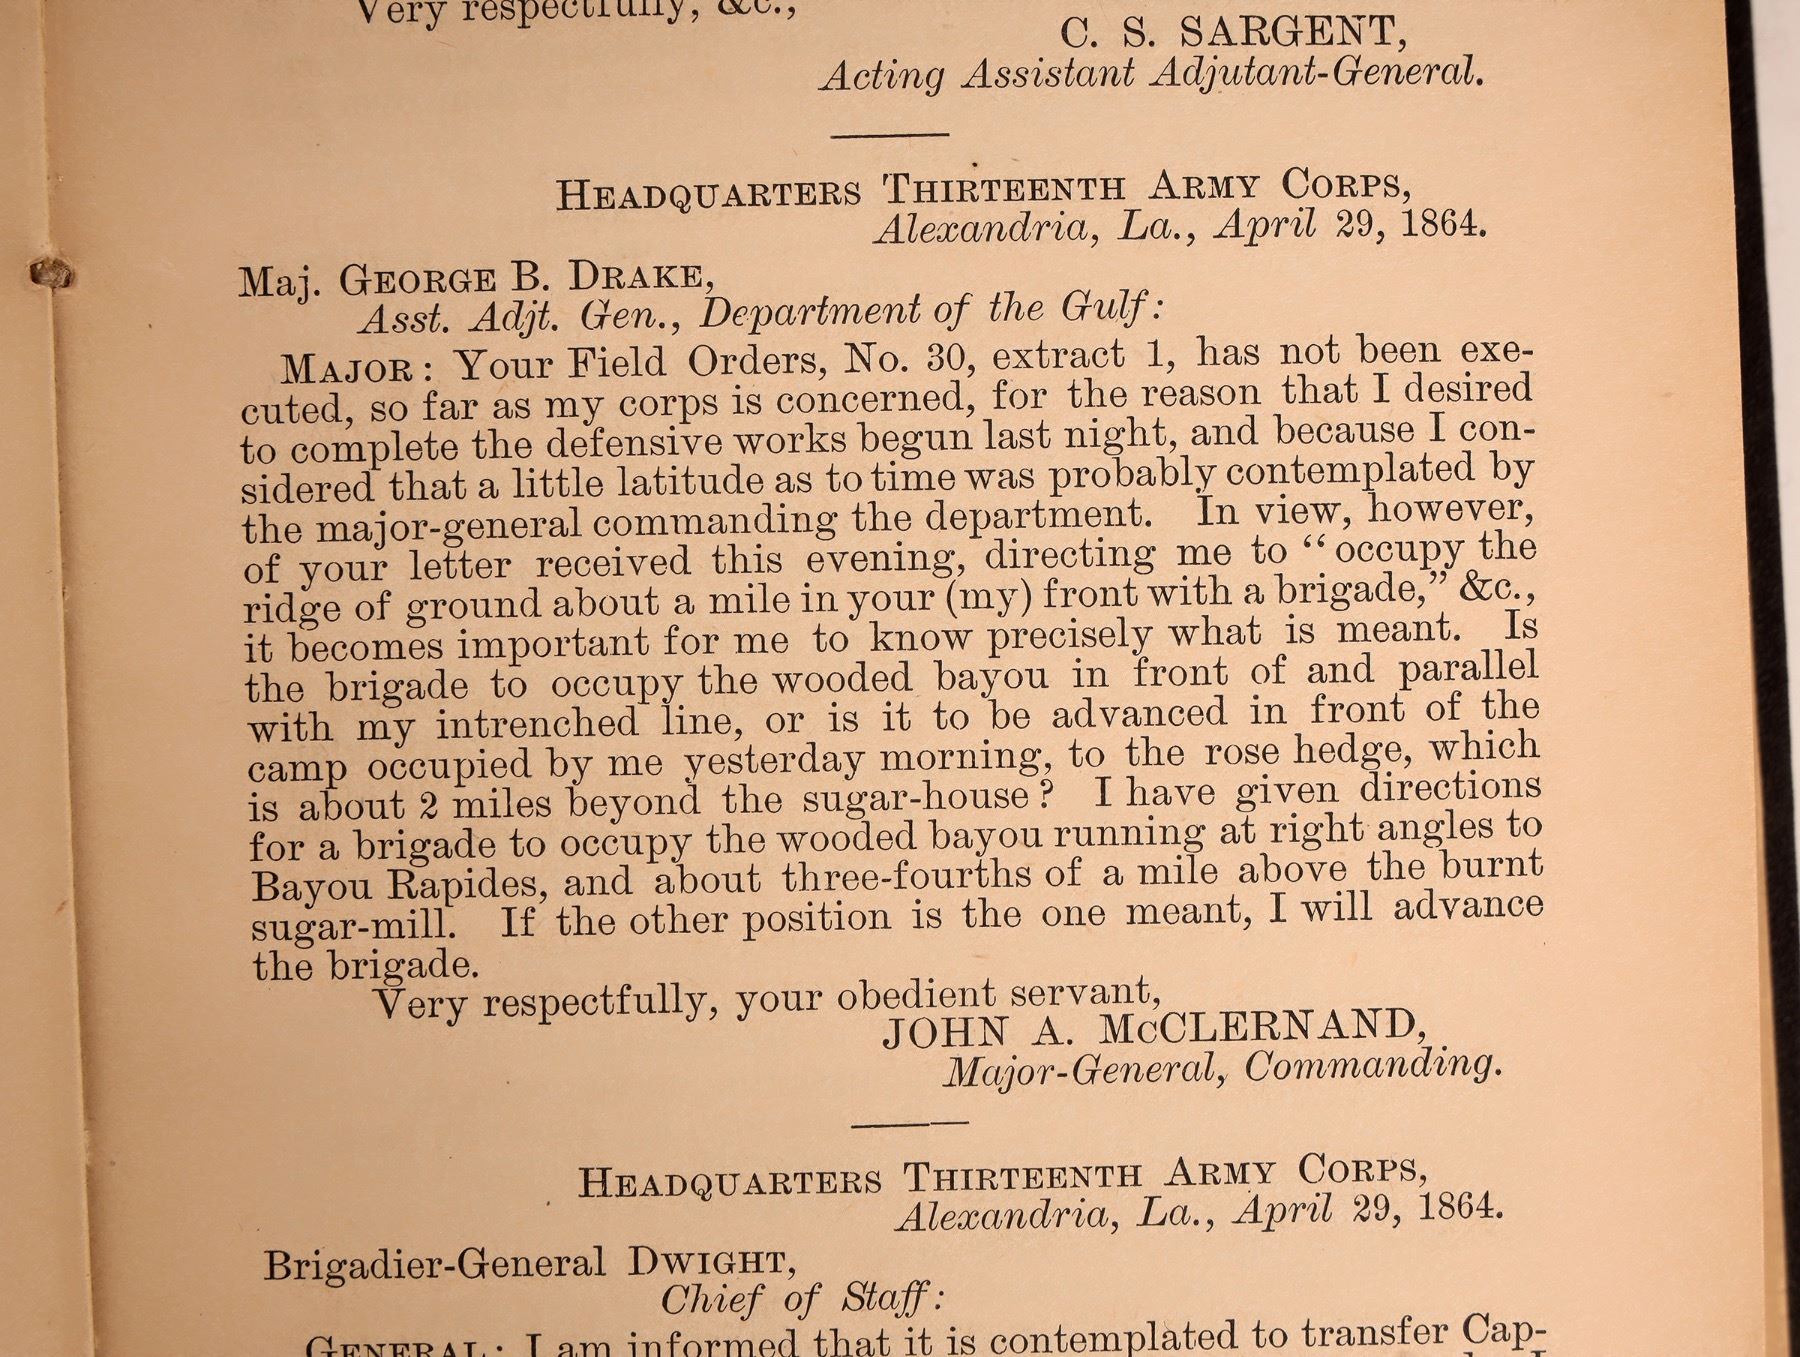 Very respectfully, &c.,
C. S. SARGENT,
Acting Assistant Adjutant-General.
HEADQUARTERS THIRTEENTH ARMY CORPS,
Alexandria, La., April 29, 1864.
Maj. GEORGE B. DRAKE,
Asst. Adjt. Gen., Department of the Gulf:
MAJOR: Your Field Orders, No. 30, extract 1, has not been exe-
cuted, so far as my corps is concerned, for the reason that I desired
to complete the defensive works begun last night, and because I con-
sidered that a little latitude as to time was probably contemplated by
the major-general commanding the department. In view, however,
of your letter received this evening, directing me to “occupy the
ridge of ground about a mile in your (my) front with a brigade,” &c.,
it becomes important for me to know precisely what is meant. Is
the brigade to occupy the wooded bayou in front of and parallel
with my intrenched line, or is it to be advanced in front of the
camp occupied by me yesterday morning, to the rose hedge, which
is about 2 miles beyond the sugar-house? I have given directions
for a brigade to occupy the wooded bayou running at right angles to
Bayou Rapides, and about three-fourths of a mile above the burnt
sugar-mill. If the other position is the one meant, I will advance
the brigade.
Very respectfully, your obedient servant,
JOHN A. McCLERNAND,
Major-General, Commanding.
HEADQUARTERS THIRTEENTH ARMY CORPS,
Alexandria, La., April 29, 1864.
Brigadier-General DWIGHT,
Chief of Staff:
GENERAL: I am informed that it is contemplated to transfer Cap-